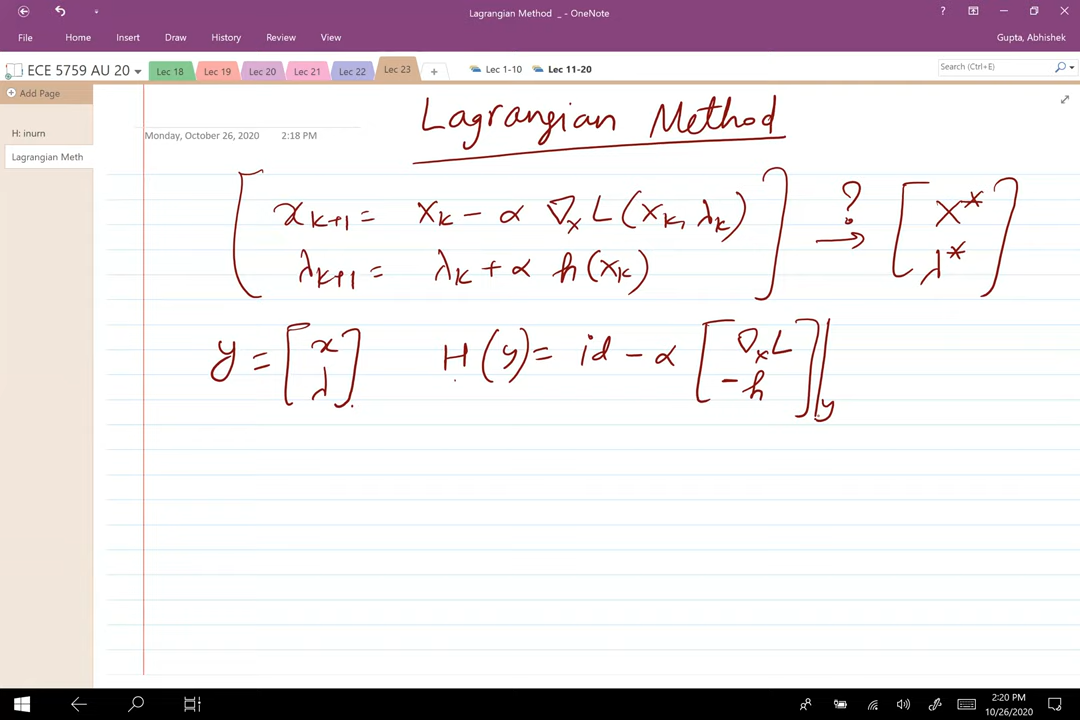 Lagrangian Method _ - OneNote
?
File Home Insert Draw History Review View
Gupta, Abhishek
ECE 5759 AU 20
Lec 18 Lec 19 Lec 20 Lec 21 Lec 22 Lec 23 +
Lec 1-10 Lec 11-20
Search (Ctrl+E)
Add Page
H: inurn
Lagrangian Meth
Monday, October 26, 2020 2:18 PM
Lagrangian Method
[ x_{k+1} = x_k - α ∇_x L(x_k, λ_k)
λ_{k+1} = λ_k + α h(x_k) ] →? [ x*
λ* ]
y = [ x
λ ] H(y) = id - α [ ∇_x L
-h ]|_y
2:20 PM
10/26/2020